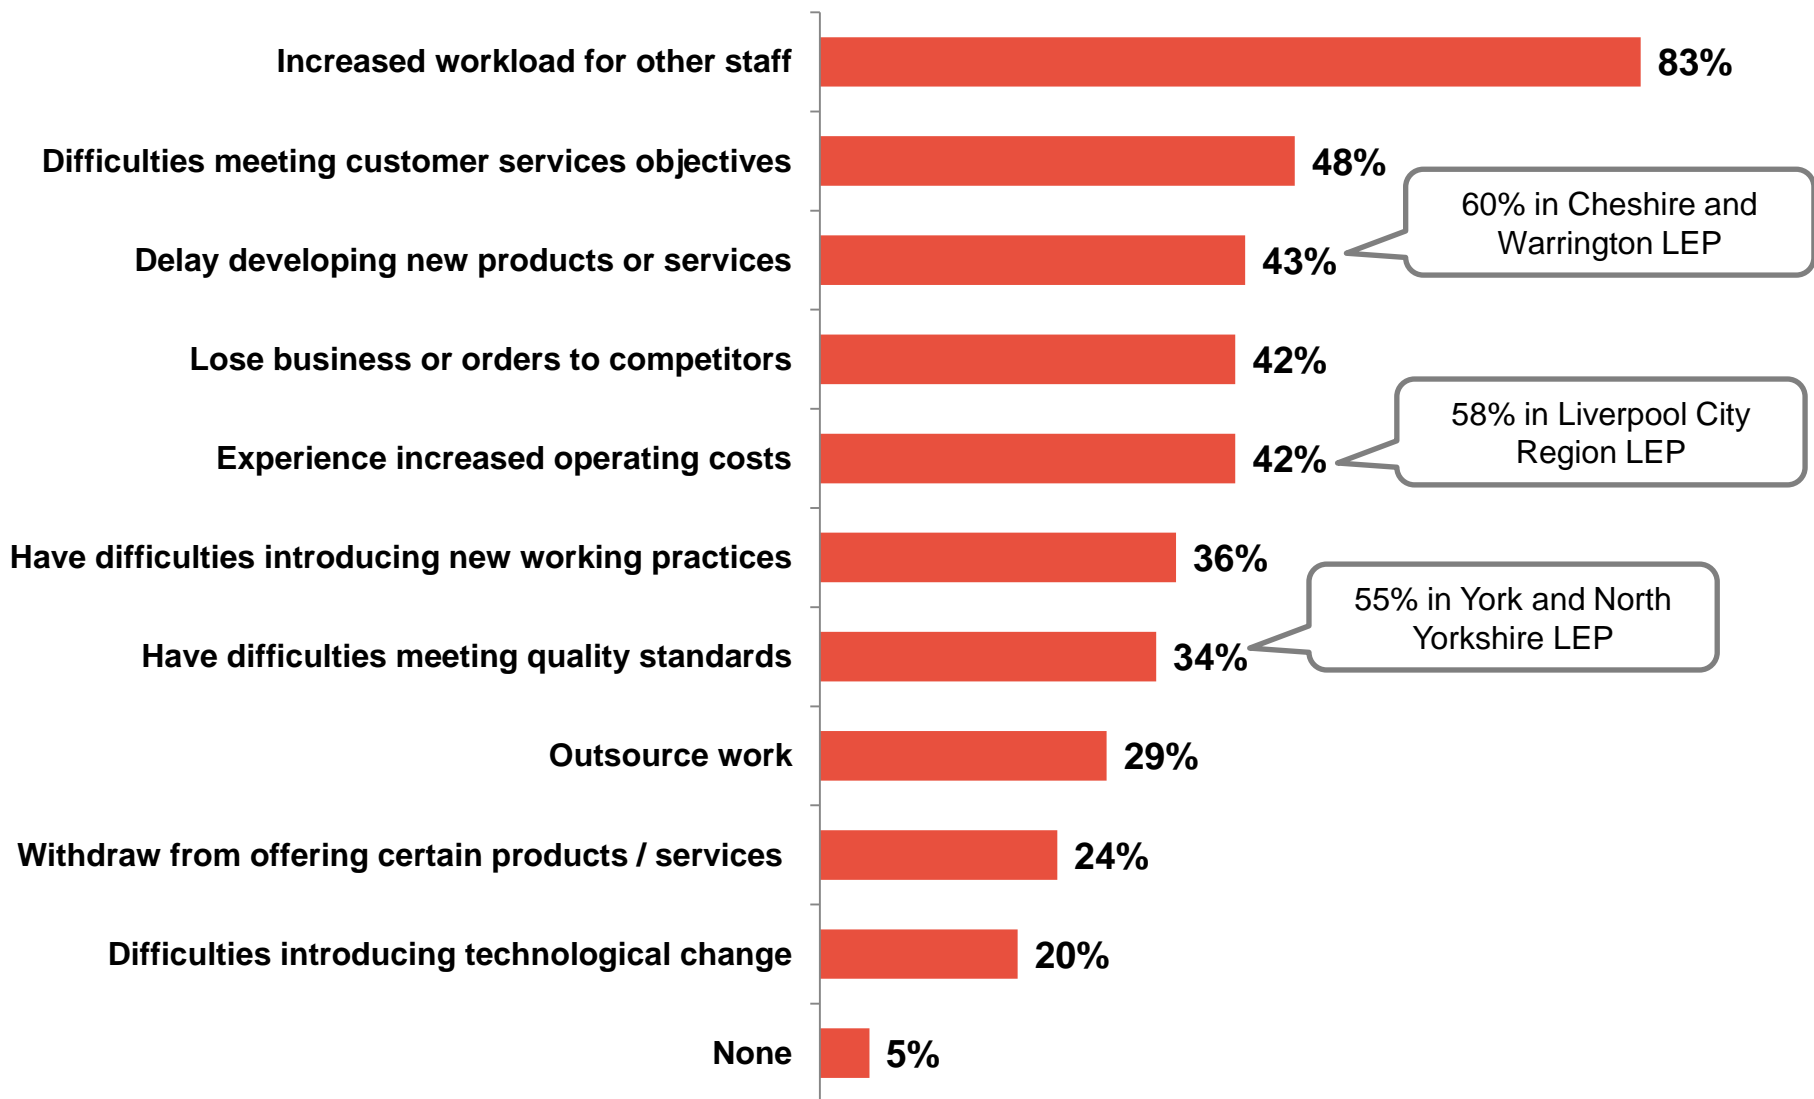 Increased workload for other staff 83%
Difficulties meeting customer services objectives 48%
60% in Cheshire and
Warrington LEP
Delay developing new products or services 43%
Lose business or orders to competitors 42%
58% in Liverpool City
Region LEP
Experience increased operating costs 42%
Have difficulties introducing new working practices 36%
55% in York and North
Yorkshire LEP
Have difficulties meeting quality standards 34%
Outsource work 29%
Withdraw from offering certain products / services 24%
Difficulties introducing technological change 20%
None 5%